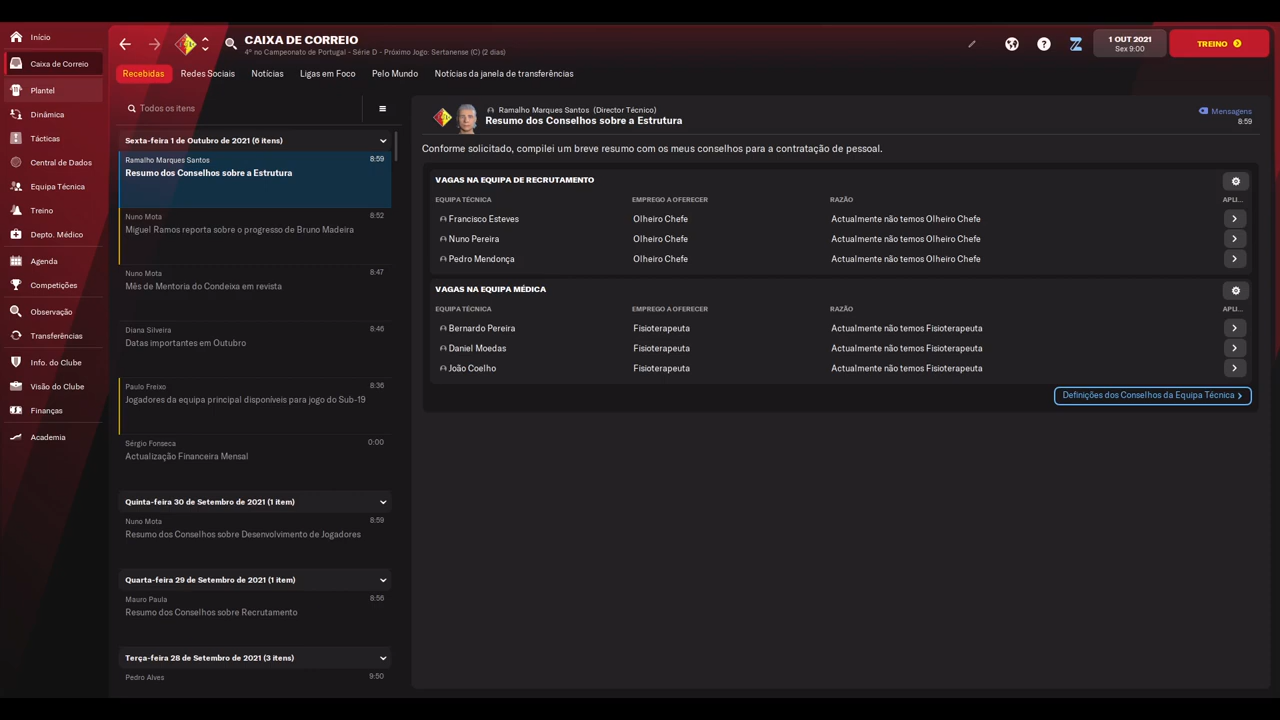 Início
Caixa de Correio
Plantel
Dinâmica
Tácticas
Central de Dados
Equipa Técnica
Treino
Depto. Médico
Agenda
Competições
Observação
Transferências
Info. do Clube
Visão do Clube
Finanças
Academia
CAIXA DE CORREIO
4º no Campeonato de Portugal - Série D - Próximo Jogo: Sertanense (C) (2 dias)
1 OUT 2021
Sex 9:00
TREINO
Recebidas
Redes Sociais
Notícias
Ligas em Foco
Pelo Mundo
Notícias da janela de transferências
Todos os itens
Sexta-feira 1 de Outubro de 2021 (6 itens)
Ramalho Marques Santos 8:59
Resumo dos Conselhos sobre a Estrutura
Nuno Mota 8:52
Miguel Ramos reporta sobre o progresso de Bruno Madeira
Nuno Mota 8:47
Mês de Mentoria do Condeixa em revista
Diana Silveira 8:46
Datas importantes em Outubro
Paulo Freixo 8:36
Jogadores da equipa principal disponíveis para jogo do Sub-19
Sérgio Fonseca 0:00
Actualização Financeira Mensal
Quinta-feira 30 de Setembro de 2021 (1 item)
Nuno Mota 8:59
Resumo dos Conselhos sobre Desenvolvimento de Jogadores
Quarta-feira 29 de Setembro de 2021 (1 item)
Mauro Paula 8:56
Resumo dos Conselhos sobre Recrutamento
Terça-feira 28 de Setembro de 2021 (3 itens)
Pedro Alves 9:50
Ramalho Marques Santos (Director Técnico)
Resumo dos Conselhos sobre a Estrutura
Mensagens
8:59
Conforme solicitado, compilei um breve resumo com os meus conselhos para a contratação de pessoal.
VAGAS NA EQUIPA DE RECRUTAMENTO
EQUIPA TÉCNICA EMPREGO A OFERECER RAZÃO APLI...
Francisco Esteves Olheiro Chefe Actualmente não temos Olheiro Chefe
Nuno Pereira Olheiro Chefe Actualmente não temos Olheiro Chefe
Pedro Mendonça Olheiro Chefe Actualmente não temos Olheiro Chefe
VAGAS NA EQUIPA MÉDICA
EQUIPA TÉCNICA EMPREGO A OFERECER RAZÃO APLI...
Bernardo Pereira Fisioterapeuta Actualmente não temos Fisioterapeuta
Daniel Moedas Fisioterapeuta Actualmente não temos Fisioterapeuta
João Coelho Fisioterapeuta Actualmente não temos Fisioterapeuta
Definições dos Conselhos da Equipa Técnica